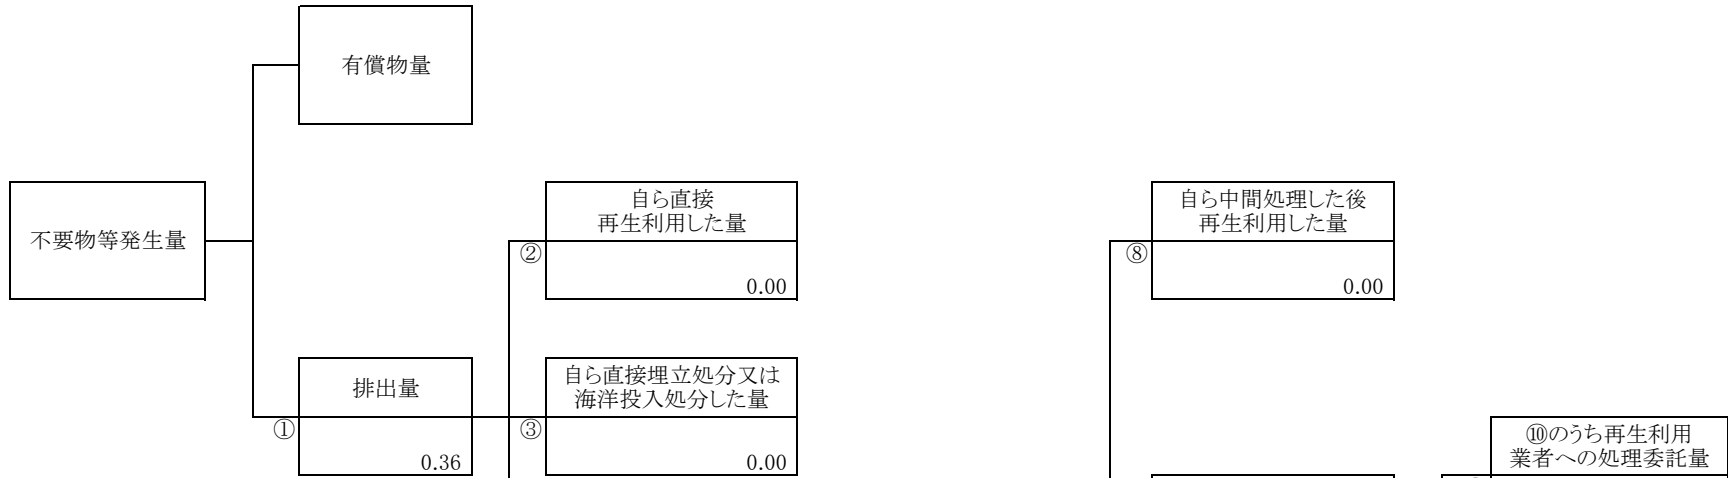 有償物量
不要物等発生量
自ら直接
再生利用した量
②
0.00
自ら中間処理した後
再生利用した量
⑧
0.00
排出量
①
0.36
自ら直接埋立処分又は
海洋投入処分した量
③
0.00
⑩のうち再生利用
業者への処理委託量